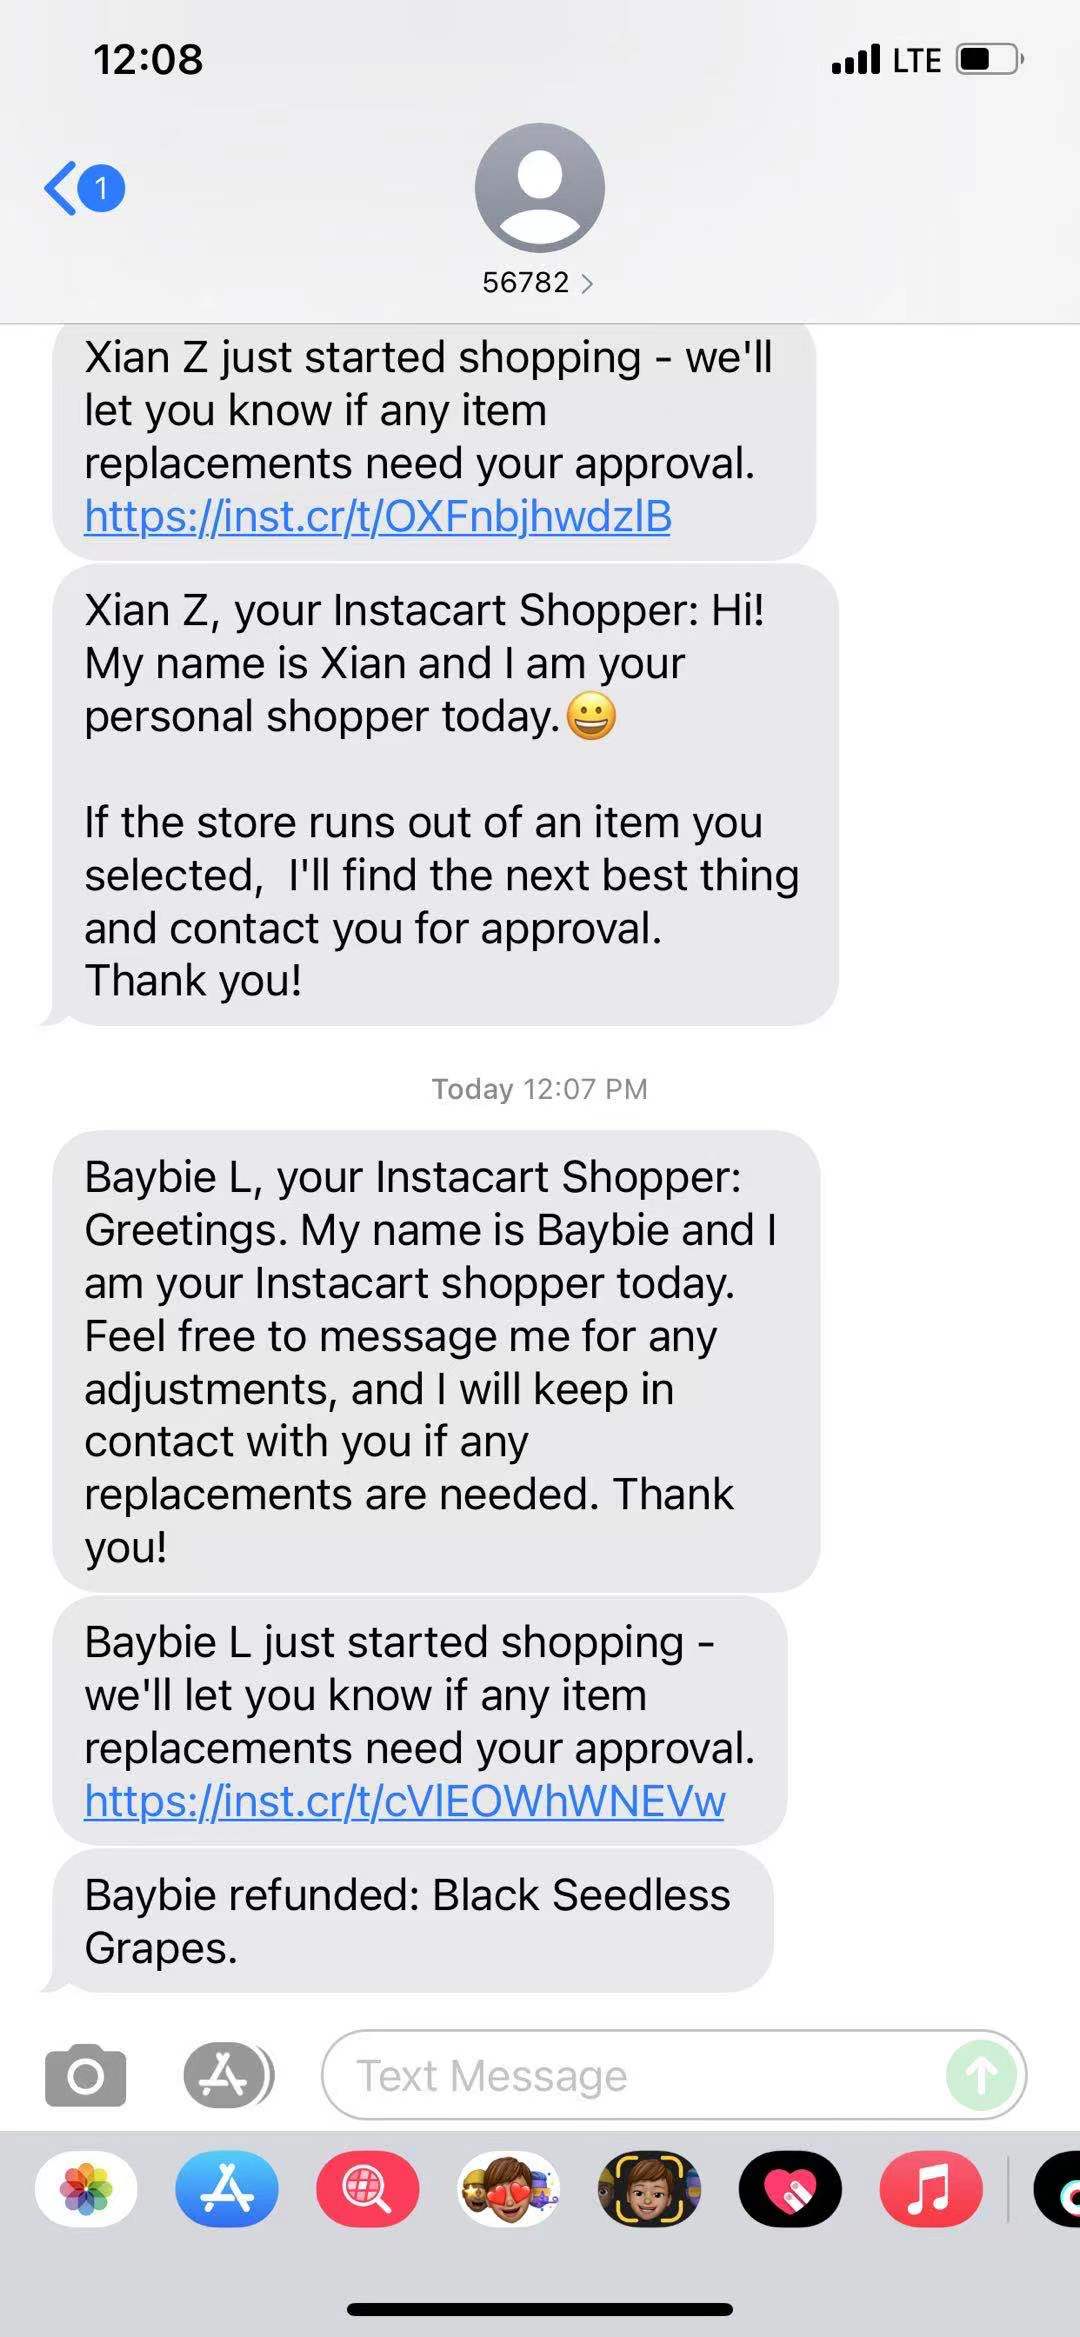 12:08
LTE
1
56782
Xian Z just started shopping - we'll
let you know if any item
replacements need your approval.
https://inst.cr/t/OXFnbjhwdzlB
Xian Z, your Instacart Shopper: Hi!
My name is Xian and I am your
personal shopper today.😀
If the store runs out of an item you
selected,  I'll find the next best thing
and contact you for approval.
Thank you!
Today 12:07 PM
Baybie L, your Instacart Shopper:
Greetings. My name is Baybie and I
am your Instacart shopper today.
Feel free to message me for any
adjustments, and I will keep in
contact with you if any
replacements are needed. Thank
you!
Baybie L just started shopping -
we'll let you know if any item
replacements need your approval.
https://inst.cr/t/cVlEOWhWNEVw
Baybie refunded: Black Seedless
Grapes.
Text Message